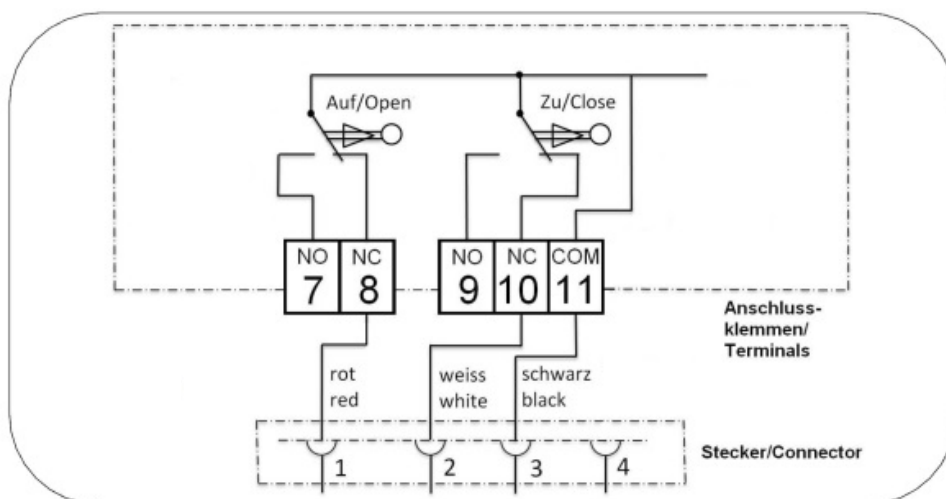 Auf/Open
Zu/Close
NO NC NO NC COM
7 8 9 10 11
Anschluss-
klemmen/
Terminals
rot
red
weiss
white
schwarz
black
1 2 3 4
Stecker/Connector